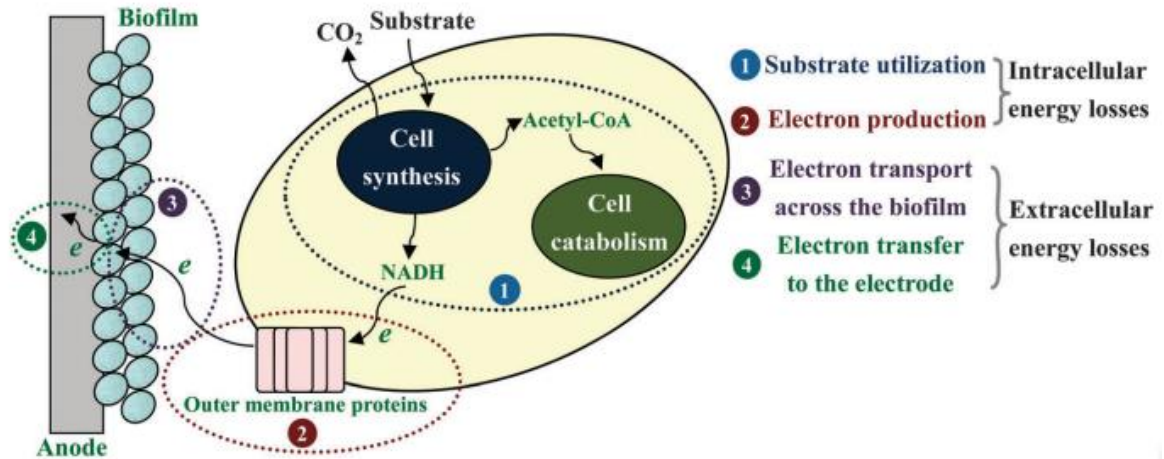 Biofilm
CO₂
Substrate
Cell
synthesis
Acetyl-CoA
Cell
catabolism
NADH
1
e
3
4
e
e
Outer membrane proteins
2
Anode
1 Substrate utilization
2 Electron production
Intracellular
energy losses
3 Electron transport
across the biofilm
4 Electron transfer
to the electrode
Extracellular
energy losses